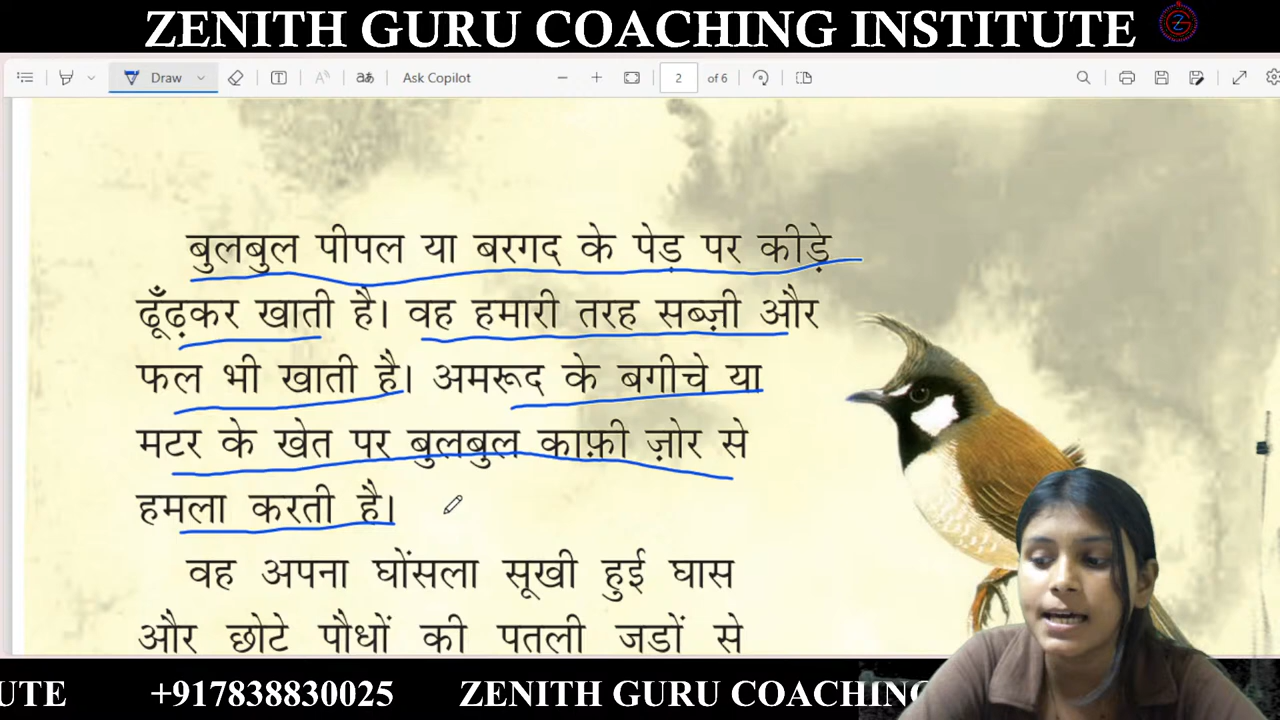 ZENITH GURU COACHING INSTITUTE
Draw
Ask Copilot
2 of 6
बुलबुल पीपल या बरगद के पेड़ पर कीड़े
ढूँढ़कर खाती है। वह हमारी तरह सब्ज़ी और
फल भी खाती है। अमरूद के बगीचे या
मटर के खेत पर बुलबुल काफ़ी ज़ोर से
हमला करती है।
वह अपना घोंसला सूखी हुई घास
और छोटे पौधों की पतली जडों से
UTE +917838830025 ZENITH GURU COACHING